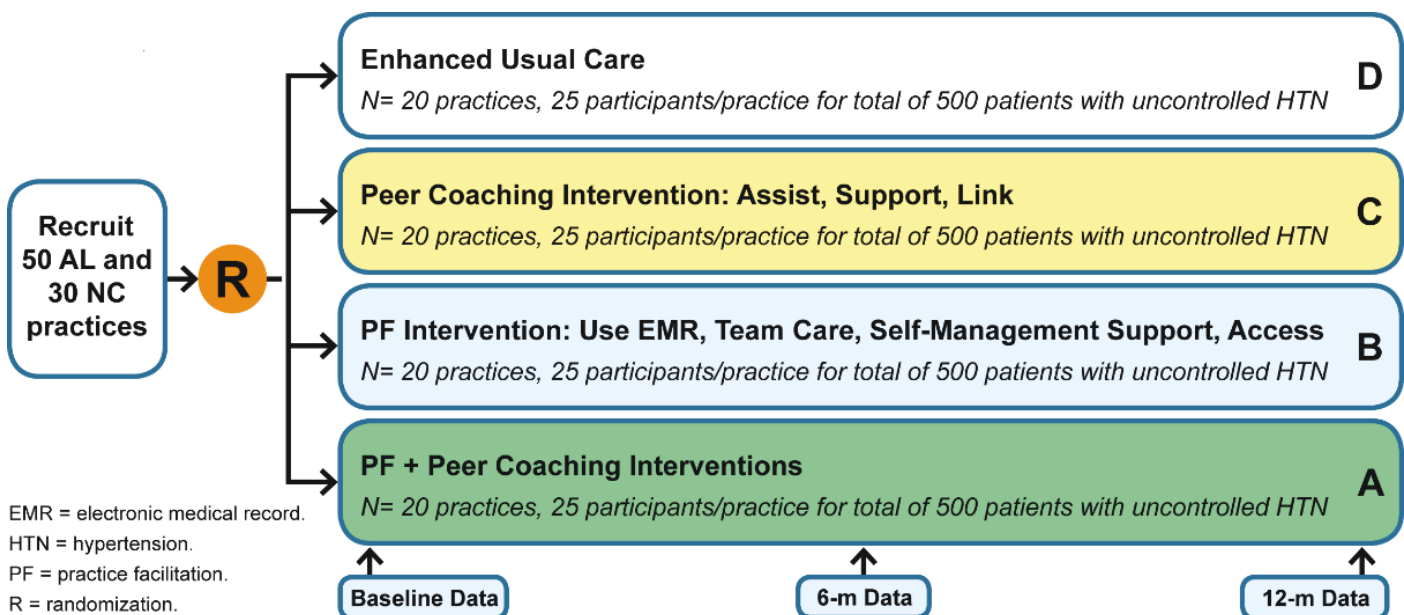 Recruit
50 AL and
30 NC
practices
R
Enhanced Usual Care
N= 20 practices, 25 participants/practice for total of 500 patients with uncontrolled HTN
D
Peer Coaching Intervention: Assist, Support, Link
N= 20 practices, 25 participants/practice for total of 500 patients with uncontrolled HTN
C
PF Intervention: Use EMR, Team Care, Self-Management Support, Access
N= 20 practices, 25 participants/practice for total of 500 patients with uncontrolled HTN
B
PF + Peer Coaching Interventions
N= 20 practices, 25 participants/practice for total of 500 patients with uncontrolled HTN
A
EMR = electronic medical record.
HTN = hypertension.
PF = practice facilitation.
R = randomization.
Baseline Data
6-m Data
12-m Data